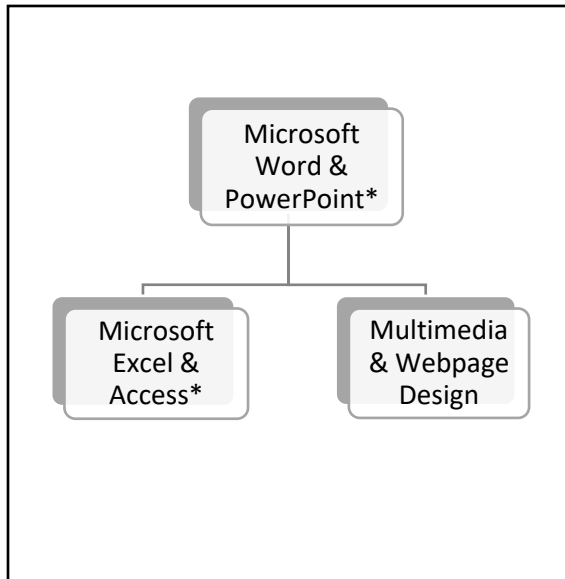 Microsoft
Word &
PowerPoint*
Microsoft
Excel &
Access*
Multimedia
& Webpage
Design